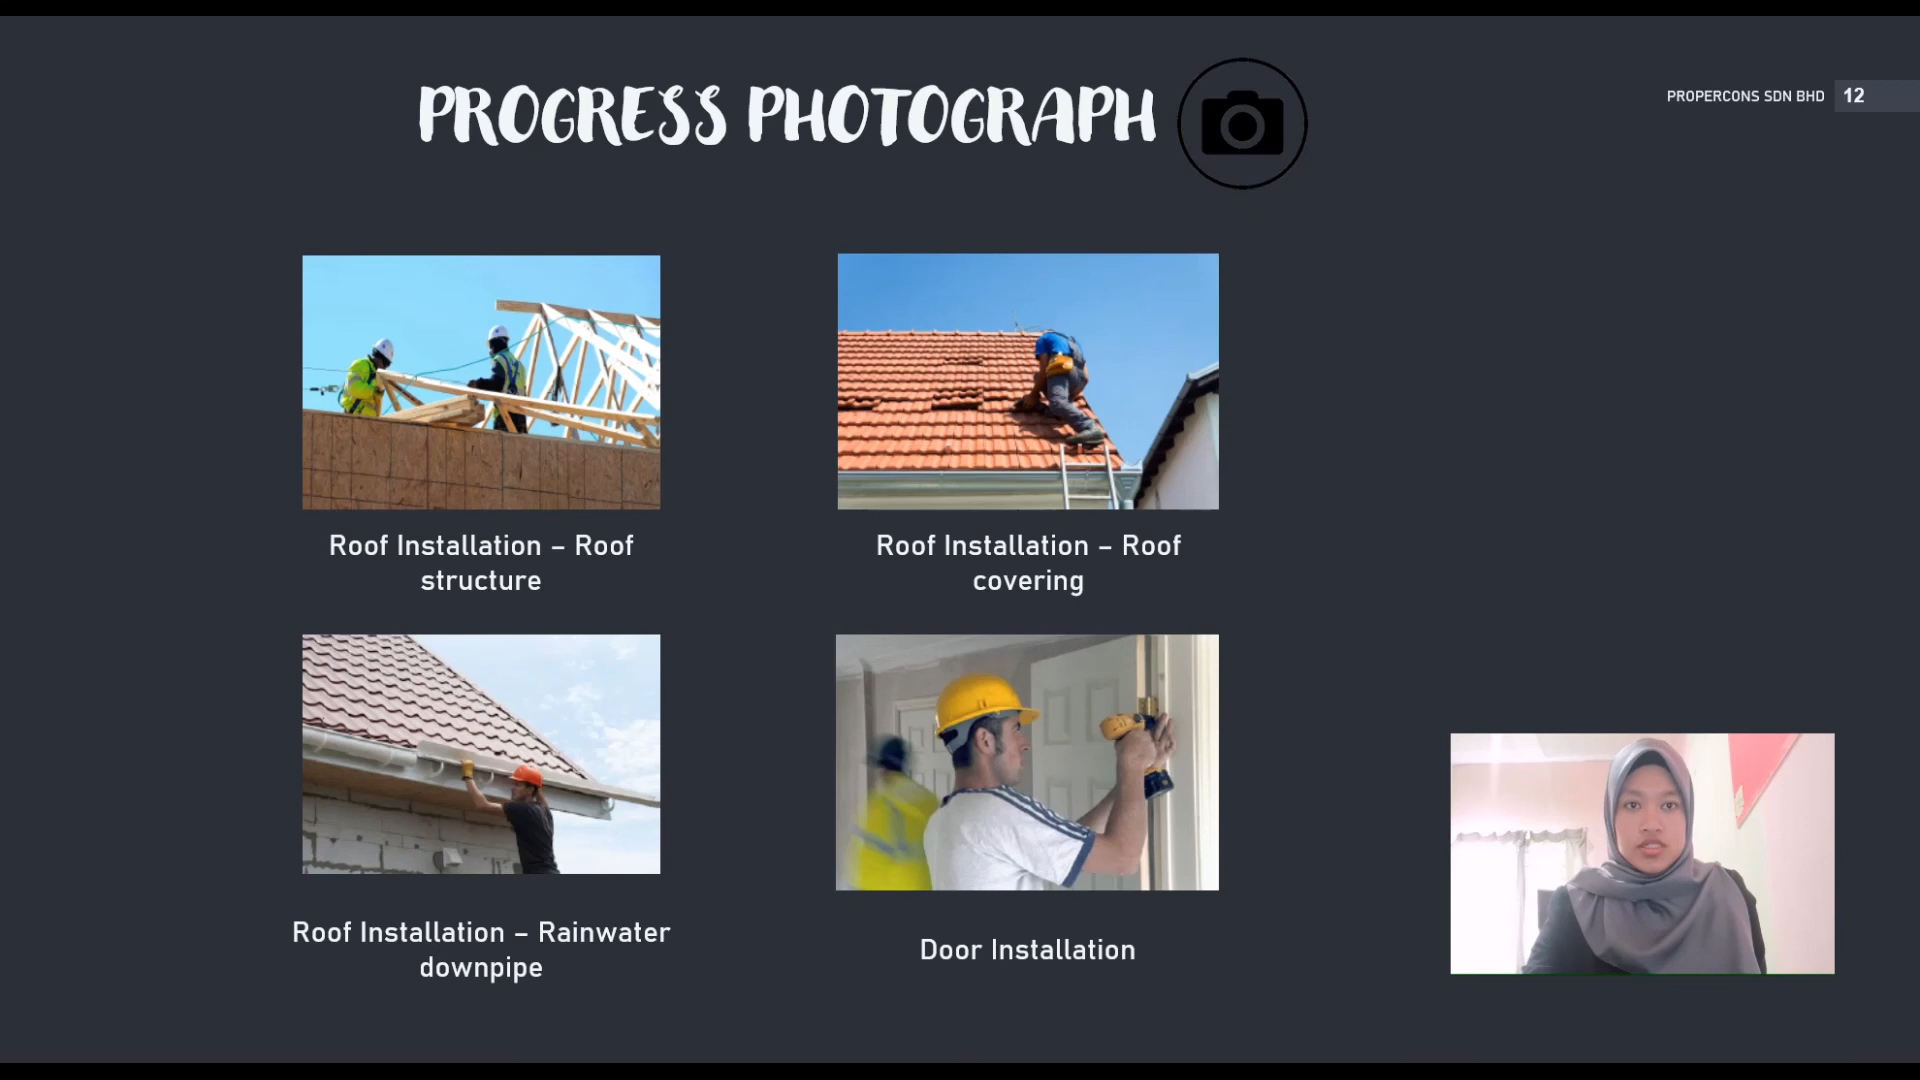 PROGRESS PHOTOGRAPH
PROPERCONS SDN BHD 12
Roof Installation – Roof
structure
Roof Installation – Roof
covering
Roof Installation – Rainwater
downpipe
Door Installation